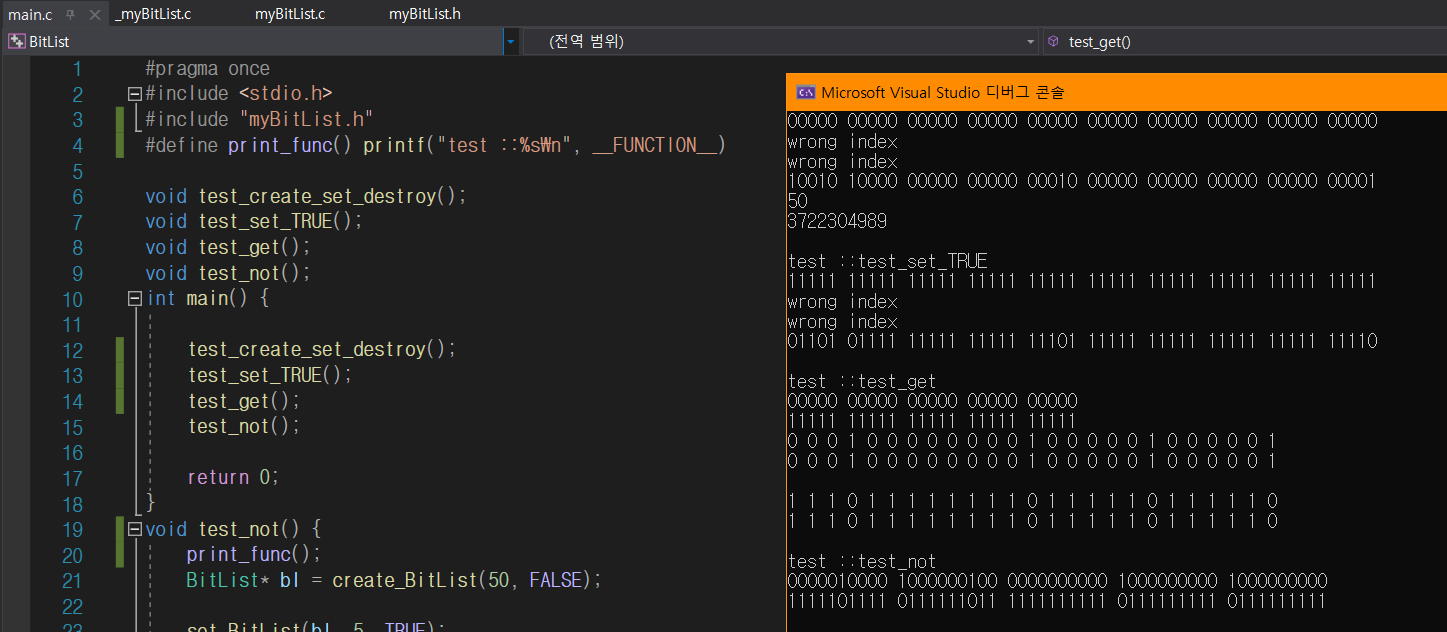 main.c _myBitList.c myBitList.c myBitList.h
BitList (전역 범위) test_get()
1 #pragma once
2 #include <stdio.h>
3 #include "myBitList.h"
4 #define print_func() printf("test ::%s₩n", __FUNCTION__)
5
6 void test_create_set_destroy();
7 void test_set_TRUE();
8 void test_get();
9 void test_not();
10 int main() {
11
12 test_create_set_destroy();
13 test_set_TRUE();
14 test_get();
15 test_not();
16
17 return 0;
18 }
19 void test_not() {
20 print_func();
21 BitList* bl = create_BitList(50, FALSE);
22
23 set_BitList(bl, 5, TRUE);
Microsoft Visual Studio 디버그 콘솔
00000 00000 00000 00000 00000 00000 00000 00000 00000 00000
wrong index
wrong index
10010 10000 00000 00000 00010 00000 00000 00000 00000 00001
50
3722304989
test ::test_set_TRUE
11111 11111 11111 11111 11111 11111 11111 11111 11111 11111
wrong index
wrong index
01101 01111 11111 11111 11101 11111 11111 11111 11111 11110
test ::test_get
00000 00000 00000 00000 00000
11111 11111 11111 11111 11111
0 0 0 1 0 0 0 0 0 0 0 0 1 0 0 0 0 0 1 0 0 0 0 0 1
0 0 0 1 0 0 0 0 0 0 0 0 1 0 0 0 0 0 1 0 0 0 0 0 1
1 1 1 0 1 1 1 1 1 1 1 1 0 1 1 1 1 1 0 1 1 1 1 1 0
1 1 1 0 1 1 1 1 1 1 1 1 0 1 1 1 1 1 0 1 1 1 1 1 0
test ::test_not
0000010000 1000000100 0000000000 1000000000 1000000000
1111101111 0111111011 1111111111 0111111111 0111111111